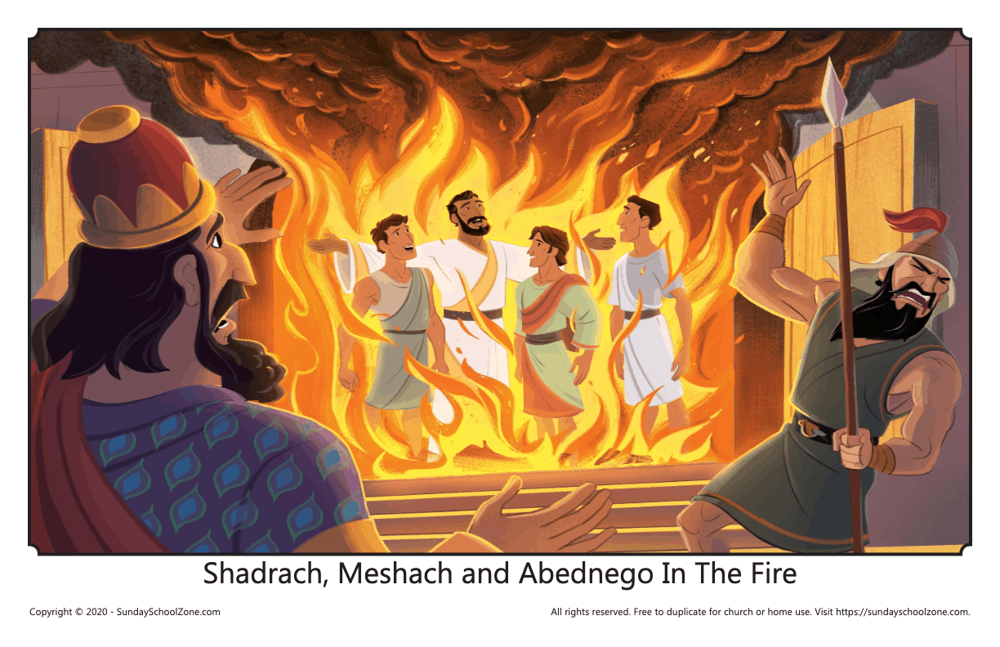 Shadrach, Meshach and Abednego In The Fire
Copyright © 2020 - SundaySchoolZone.com
All rights reserved. Free to duplicate for church or home use. Visit https://sundayschoolzone.com.